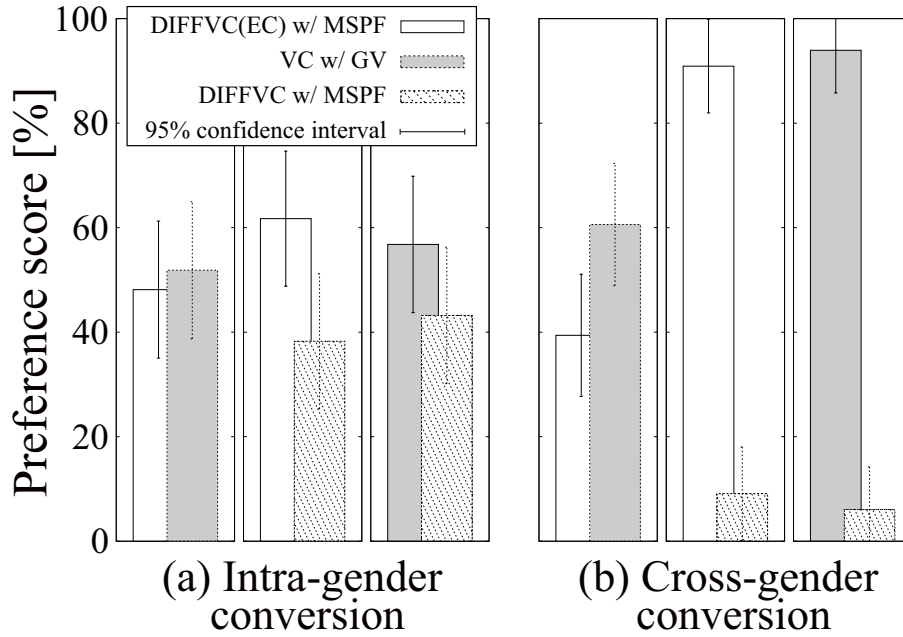 DIFFVC(EC) w/ MSPF
VC w/ GV
DIFFVC w/ MSPF
95% confidence interval
Preference score [%]
100
80
60
40
20
0
(a) Intra-gender
conversion
(b) Cross-gender
conversion